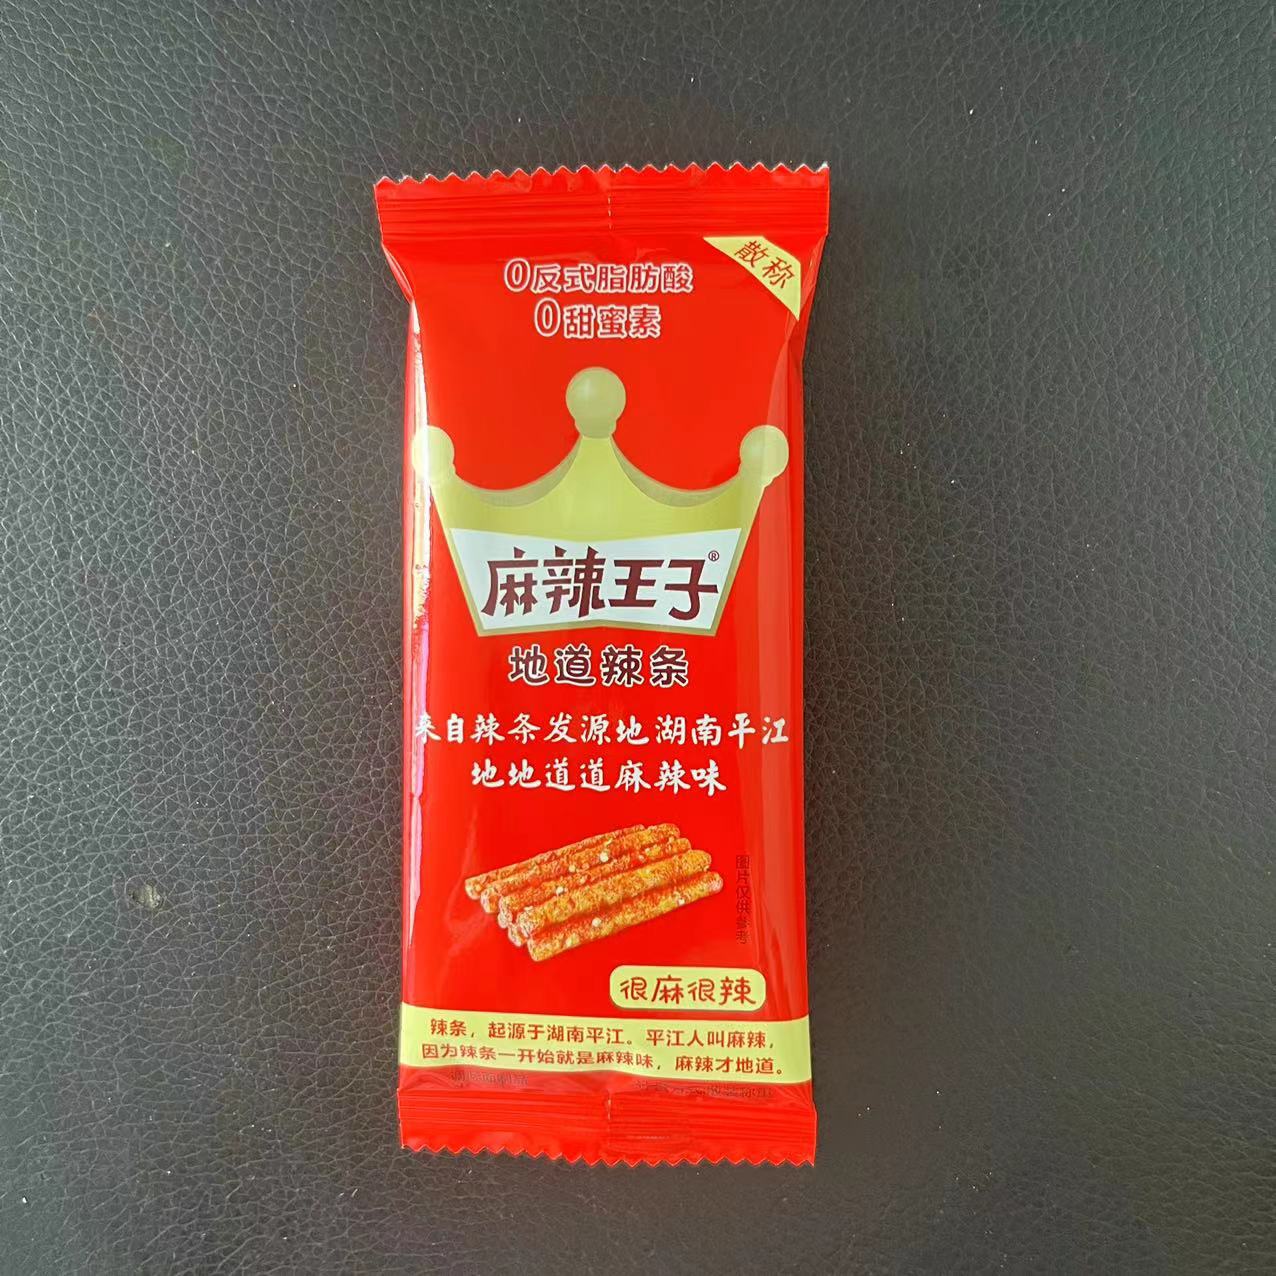 0反式脂肪酸
0甜蜜素
散称
麻辣王子®
地道辣条
来自辣条发源地湖南平江
地地道道麻辣味
图片仅供参考
很麻很辣
辣条，起源于湖南平江。平江人叫麻辣，
因为辣条一开始就是麻辣味，麻辣才地道。